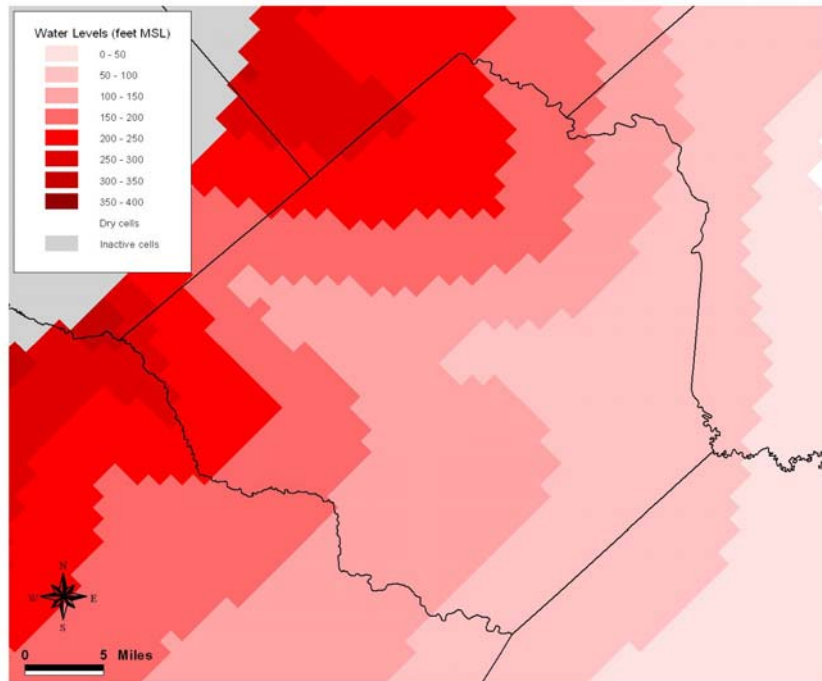 Water Levels (feet MSL)
0 - 50
50 - 100
100 - 150
150 - 200
200 - 250
250 - 300
300 - 350
350 - 400
Dry cells
Inactive cells
N
W E
S
0 5 Miles